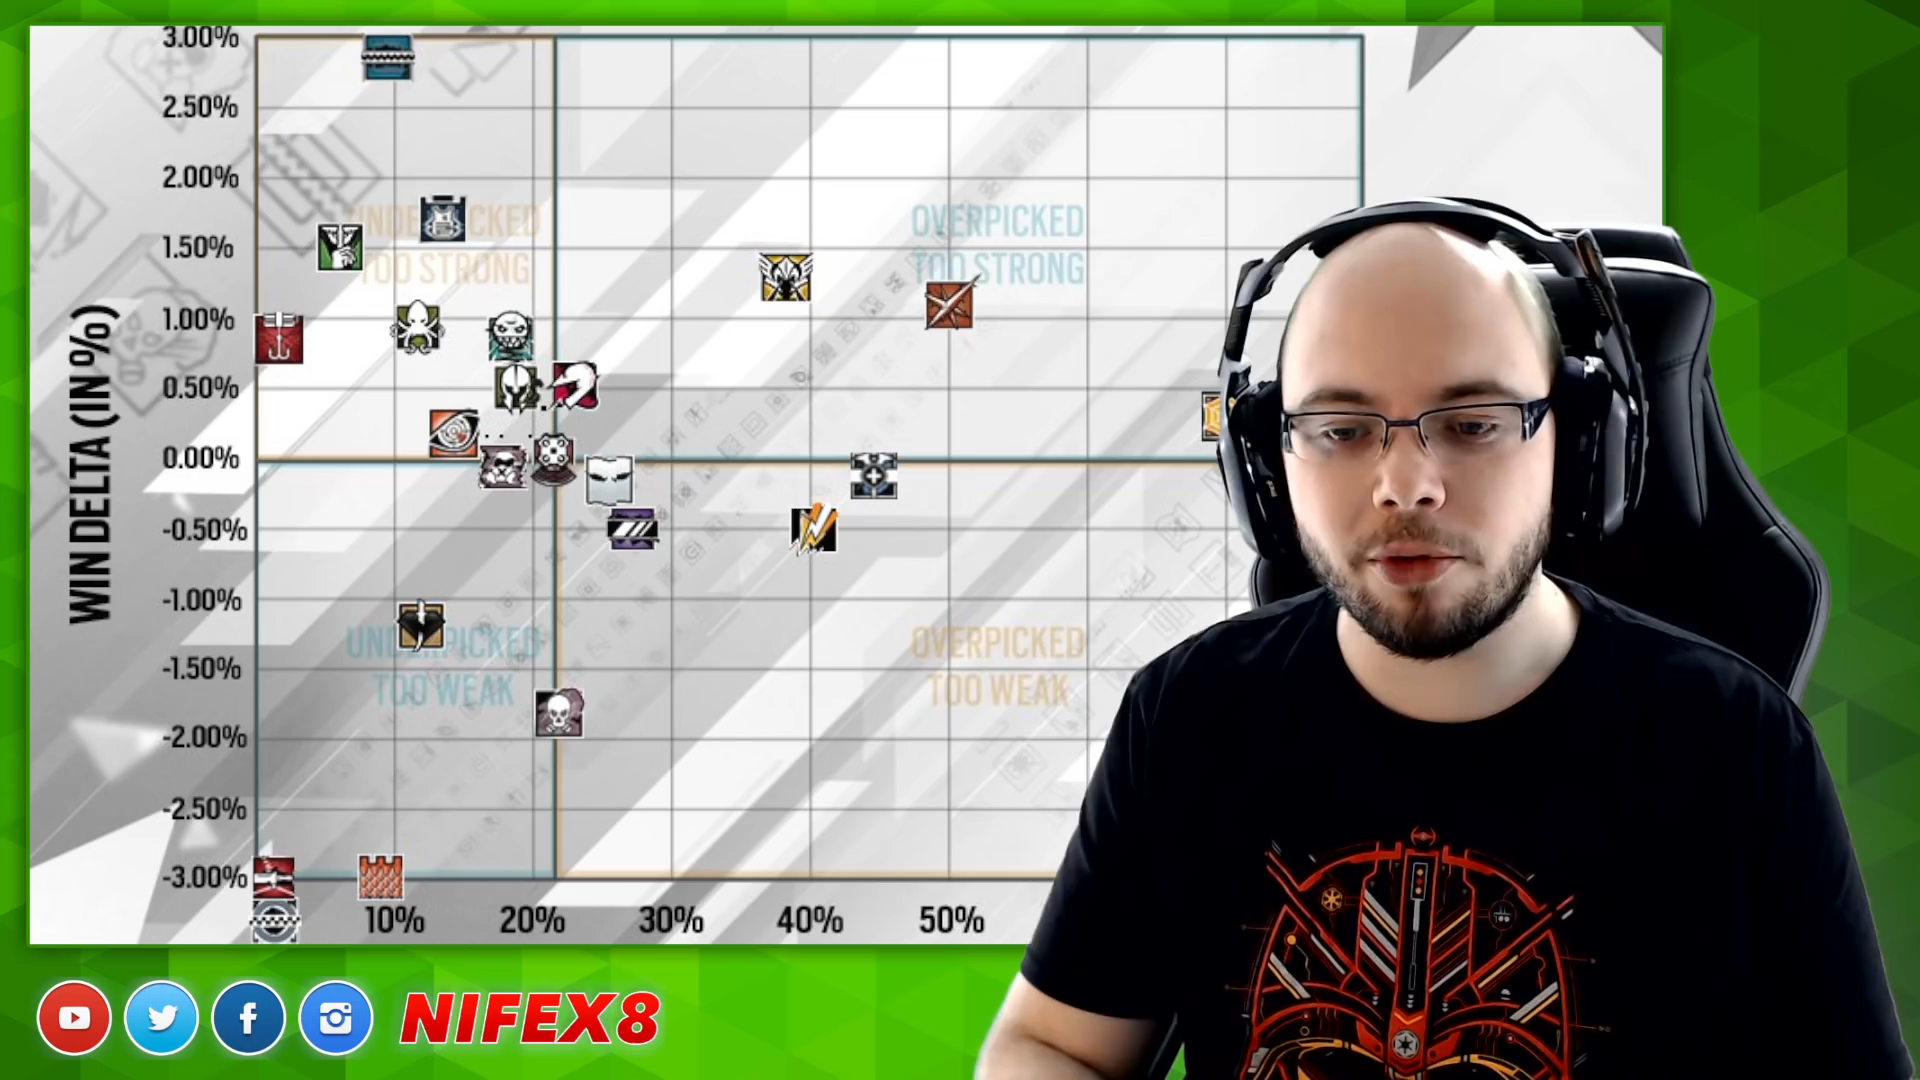 3.00%
2.50%
2.00%
1.50%
1.00%
0.50%
0.00%
-0.50%
-1.00%
-1.50%
-2.00%
-2.50%
-3.00%
WIN DELTA (IN %)
UNDERPICKED
TOO STRONG
OVERPICKED
TOO STRONG
UNDERPICKED
TOO WEAK
OVERPICKED
TOO WEAK
10% 20% 30% 40% 50%
NIFEX8